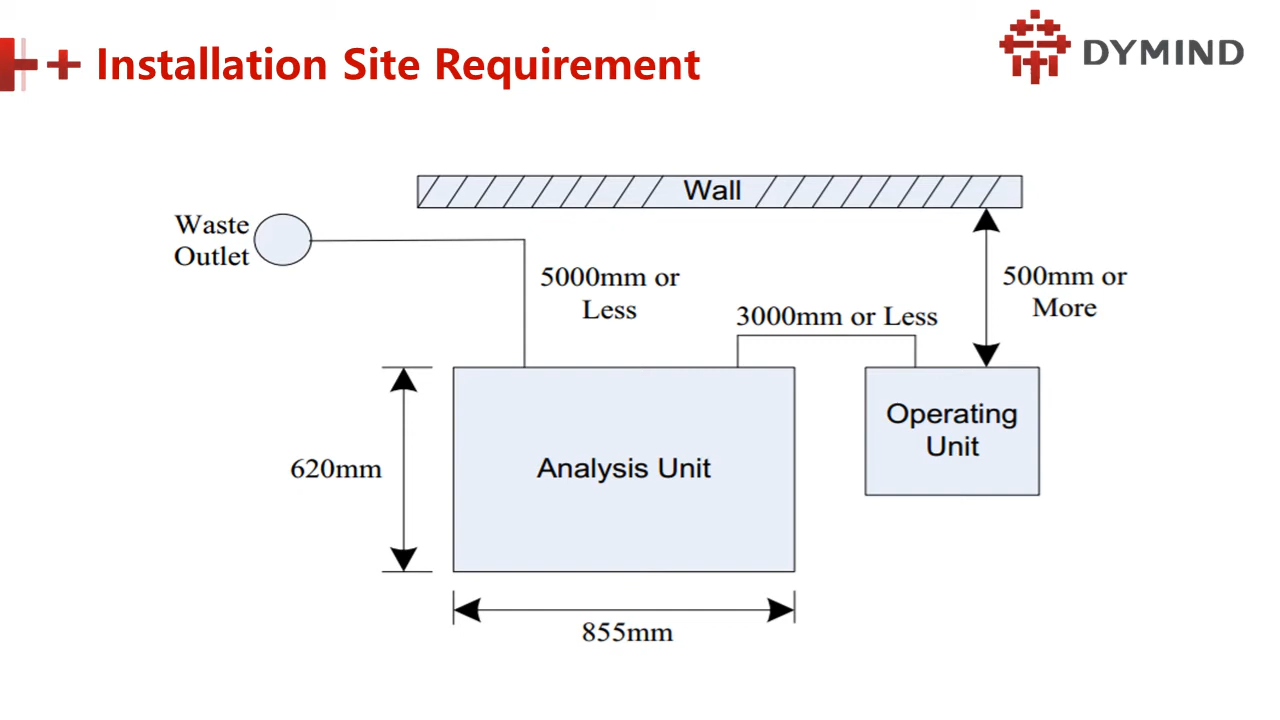 Installation Site Requirement
DYMIND
Wall
Waste
Outlet
5000mm or
Less
3000mm or Less
500mm or
More
620mm
Analysis Unit
Operating
Unit
855mm